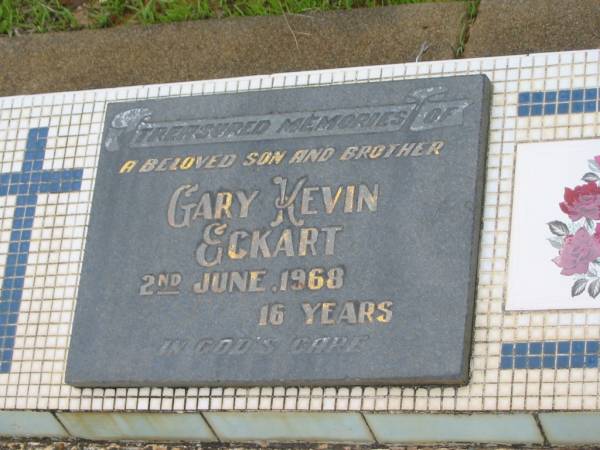 TREASURED MEMORIES OF
A BELOVED SON AND BROTHER
GARY KEVIN
ECKART
2ND JUNE, 1968
16 YEARS
IN GOD'S CARE